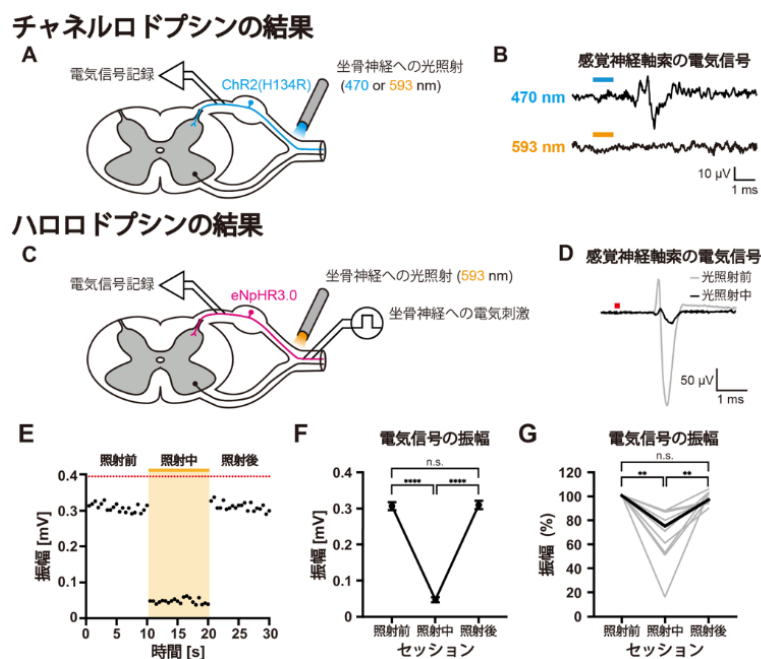 チャネルロドプシンの結果
A
電気信号記録
ChR2(H134R)
坐骨神経への光照射
(470 or 593 nm)
B
感覚神経軸索の電気信号
470 nm
593 nm
10 μV
1 ms
ハロロドプシンの結果
C
電気信号記録
eNpHR3.0
坐骨神経への光照射 (593 nm)
坐骨神経への電気刺激
D
感覚神経軸索の電気信号
光照射前
光照射中
50 μV
1 ms
E
照射前
照射中
照射後
0.4
0.3
0.2
0.1
0
振幅 [mV]
0
5
10
15
20
25
30
時間 [s]
F
電気信号の振幅
n.s.
****
****
0.4
0.3
0.2
0.1
0
振幅 [mV]
照射前
照射中
照射後
セッション
G
電気信号の振幅
n.s.
**
**
120
100
80
60
40
20
0
振幅 (%)
照射前
照射中
照射後
セッション